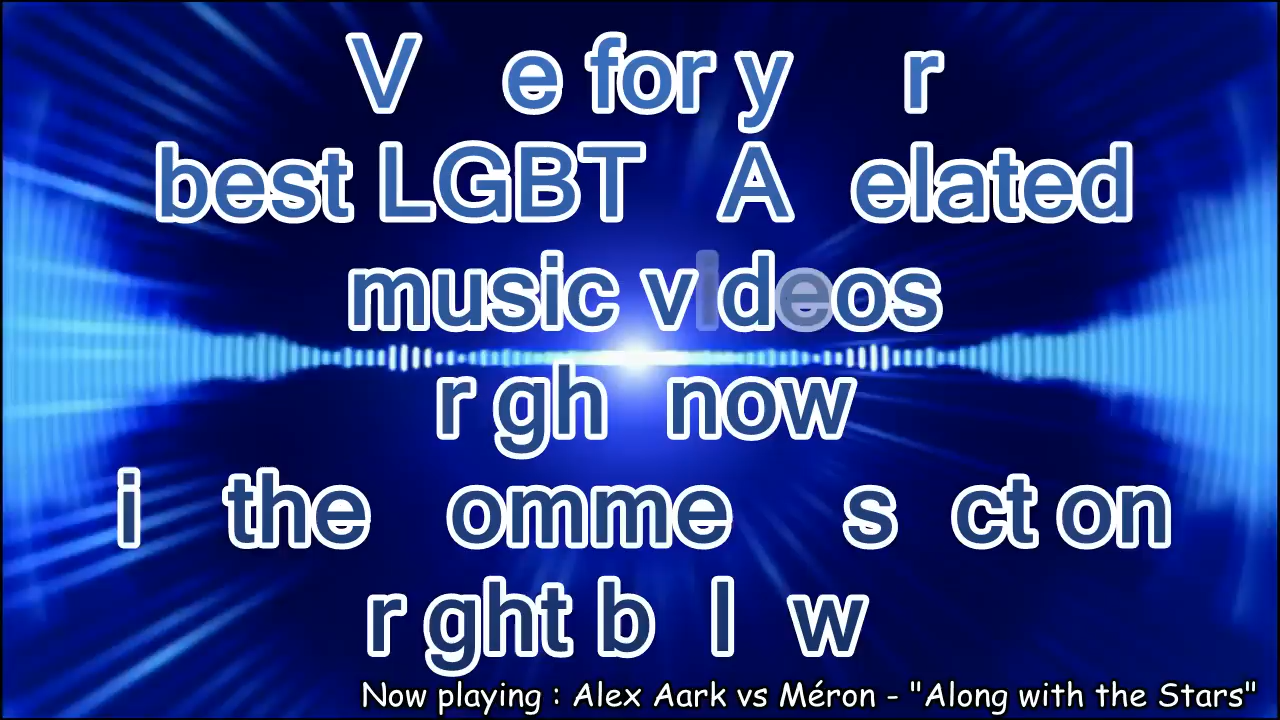 V e for y r
best LGBT A elated
music videos
r gh now
i the omme s ct on
r ght b l w
Now playing : Alex Aark vs Méron - "Along with the Stars"